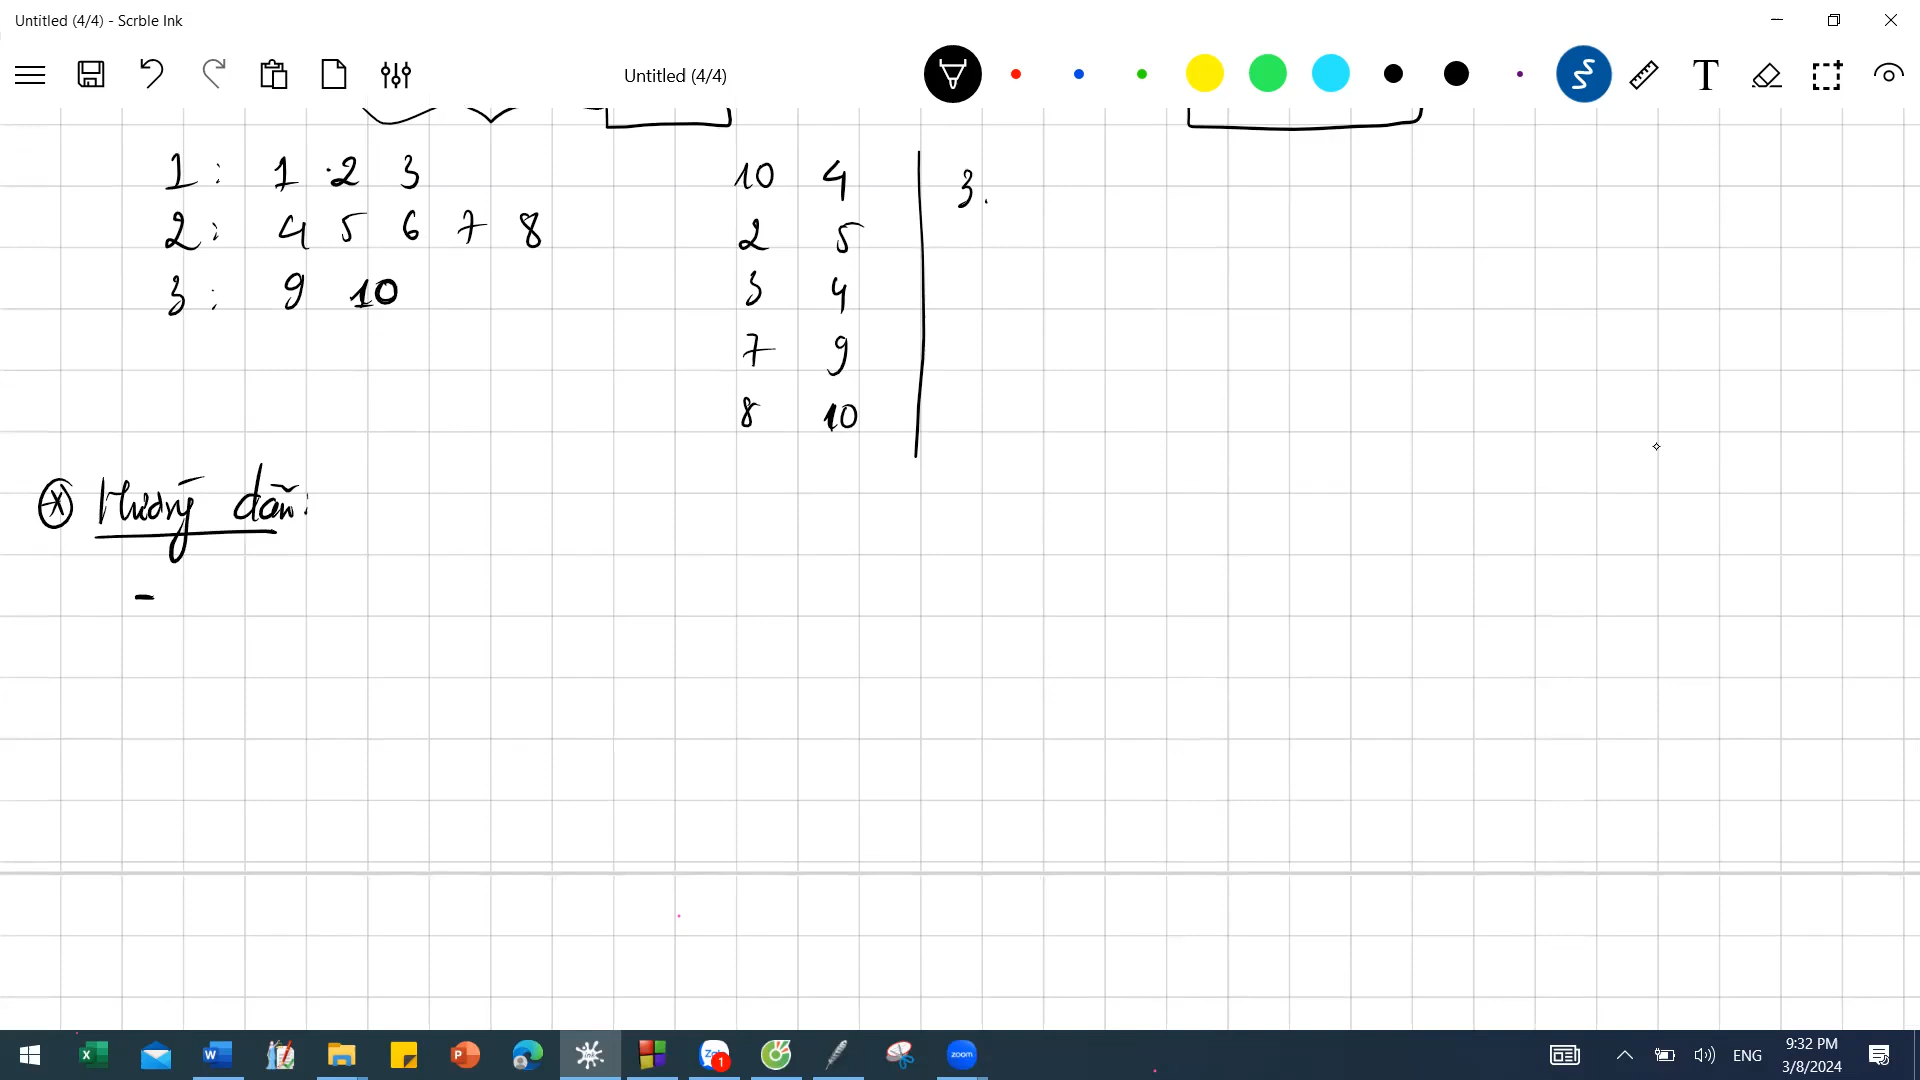 Untitled (4/4) - Scrble Ink
Untitled (4/4)
T
1 : 1 2 3
2 : 4 5 6 7 8
3 : 9 10
10 4
2 5
3 4
7 9
8 10
3.
* Hướng dẫn:
-
ENG
9:32 PM
3/8/2024
zoom
1